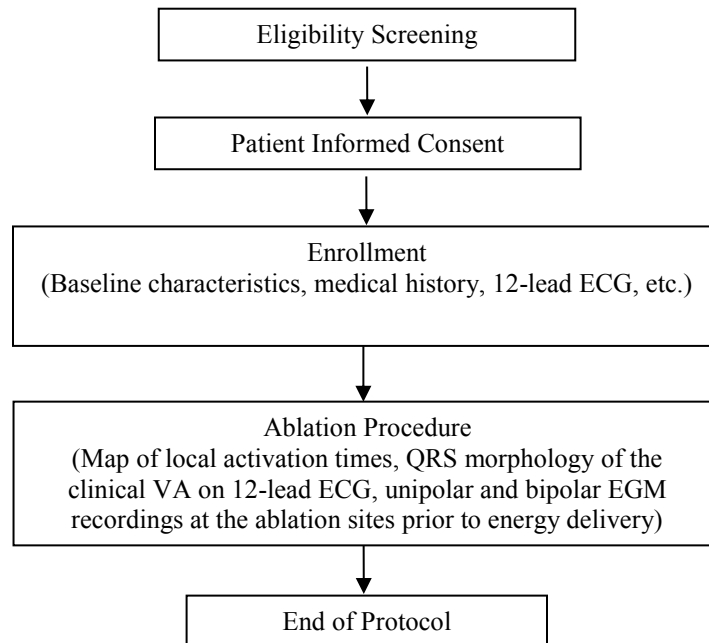 Eligibility Screening
Patient Informed Consent
Enrollment
(Baseline characteristics, medical history, 12-lead ECG, etc.)
Ablation Procedure
(Map of local activation times, QRS morphology of the
clinical VA on 12-lead ECG, unipolar and bipolar EGM
recordings at the ablation sites prior to energy delivery)
End of Protocol